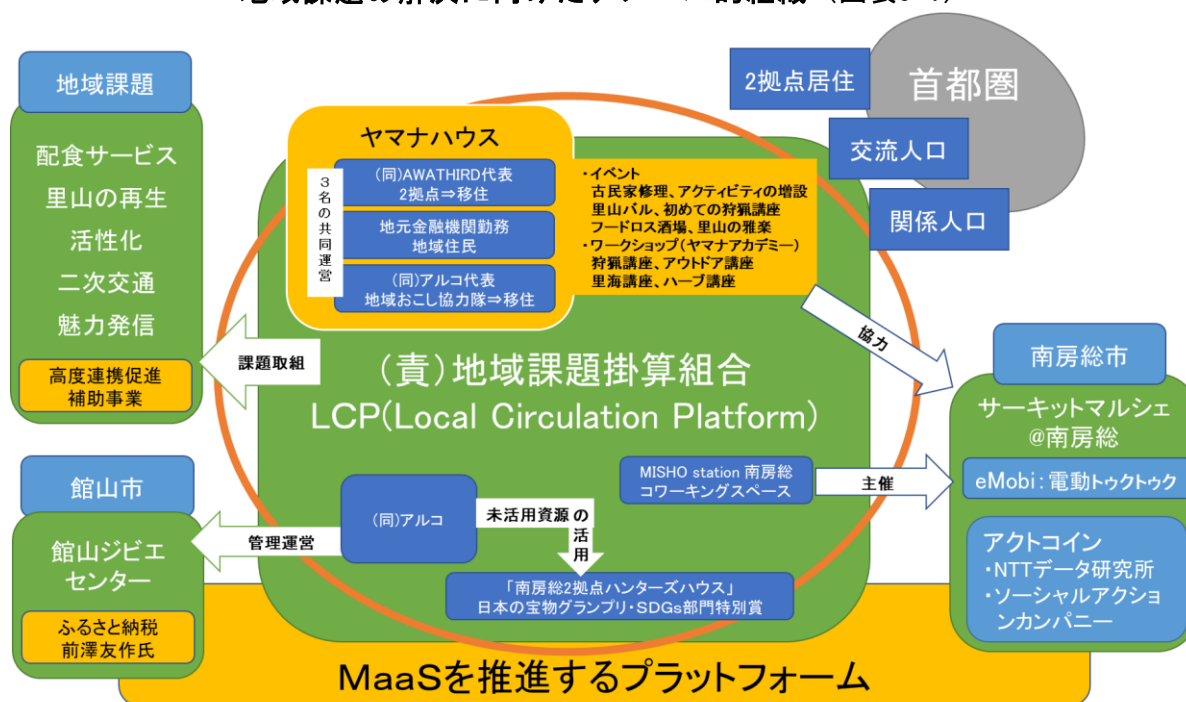 地域課題
配食サービス
里山の再生
活性化
二次交通
魅力発信
高度連携促進
補助事業
課題取組
ヤマナハウス
3名の共同運営
(同)AWATHIRD代表
2拠点⇒移住
地元金融機関勤務
地域住民
(同)アルコ代表
地域おこし協力隊⇒移住
・イベント
古民家修理、アクティビティの増設
里山バル、初めての狩猟講座
フードロス酒場、里山の雅楽
・ワークショップ(ヤマナアカデミー)
狩猟講座、アウトドア講座
里海講座、ハーブ講座
2拠点居住
首都圏
交流人口
関係人口
協力
(責)地域課題掛算組合
LCP(Local Circulation Platform)
南房総市
サーキットマルシェ
@南房総
eMobi:電動トゥクトゥク
アクトコイン
・NTTデータ研究所
・ソーシャルアクショ
ンカンパニー
MISHO station 南房総
コワーキングスペース
主催
館山市
館山ジビエ
センター
ふるさと納税
前澤友作氏
管理運営
(同)アルコ
未活用資源の活用
「南房総2拠点ハンターズハウス」
日本の宝物グランプリ・SDGs部門特別賞
MaaSを推進するプラットフォーム